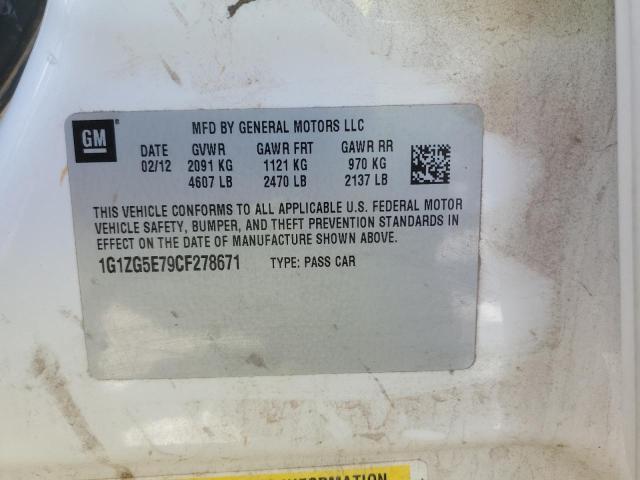 GM
MFD BY GENERAL MOTORS LLC
DATE GVWR GAWR FRT GAWR RR
02/12 2091 KG 1121 KG 970 KG
4607 LB 2470 LB 2137 LB
THIS VEHICLE CONFORMS TO ALL APPLICABLE U.S. FEDERAL MOTOR
VEHICLE SAFETY, BUMPER, AND THEFT PREVENTION STANDARDS IN
EFFECT ON THE DATE OF MANUFACTURE SHOWN ABOVE.
1G1ZG5E79CF278671 TYPE: PASS CAR
INFORMATION